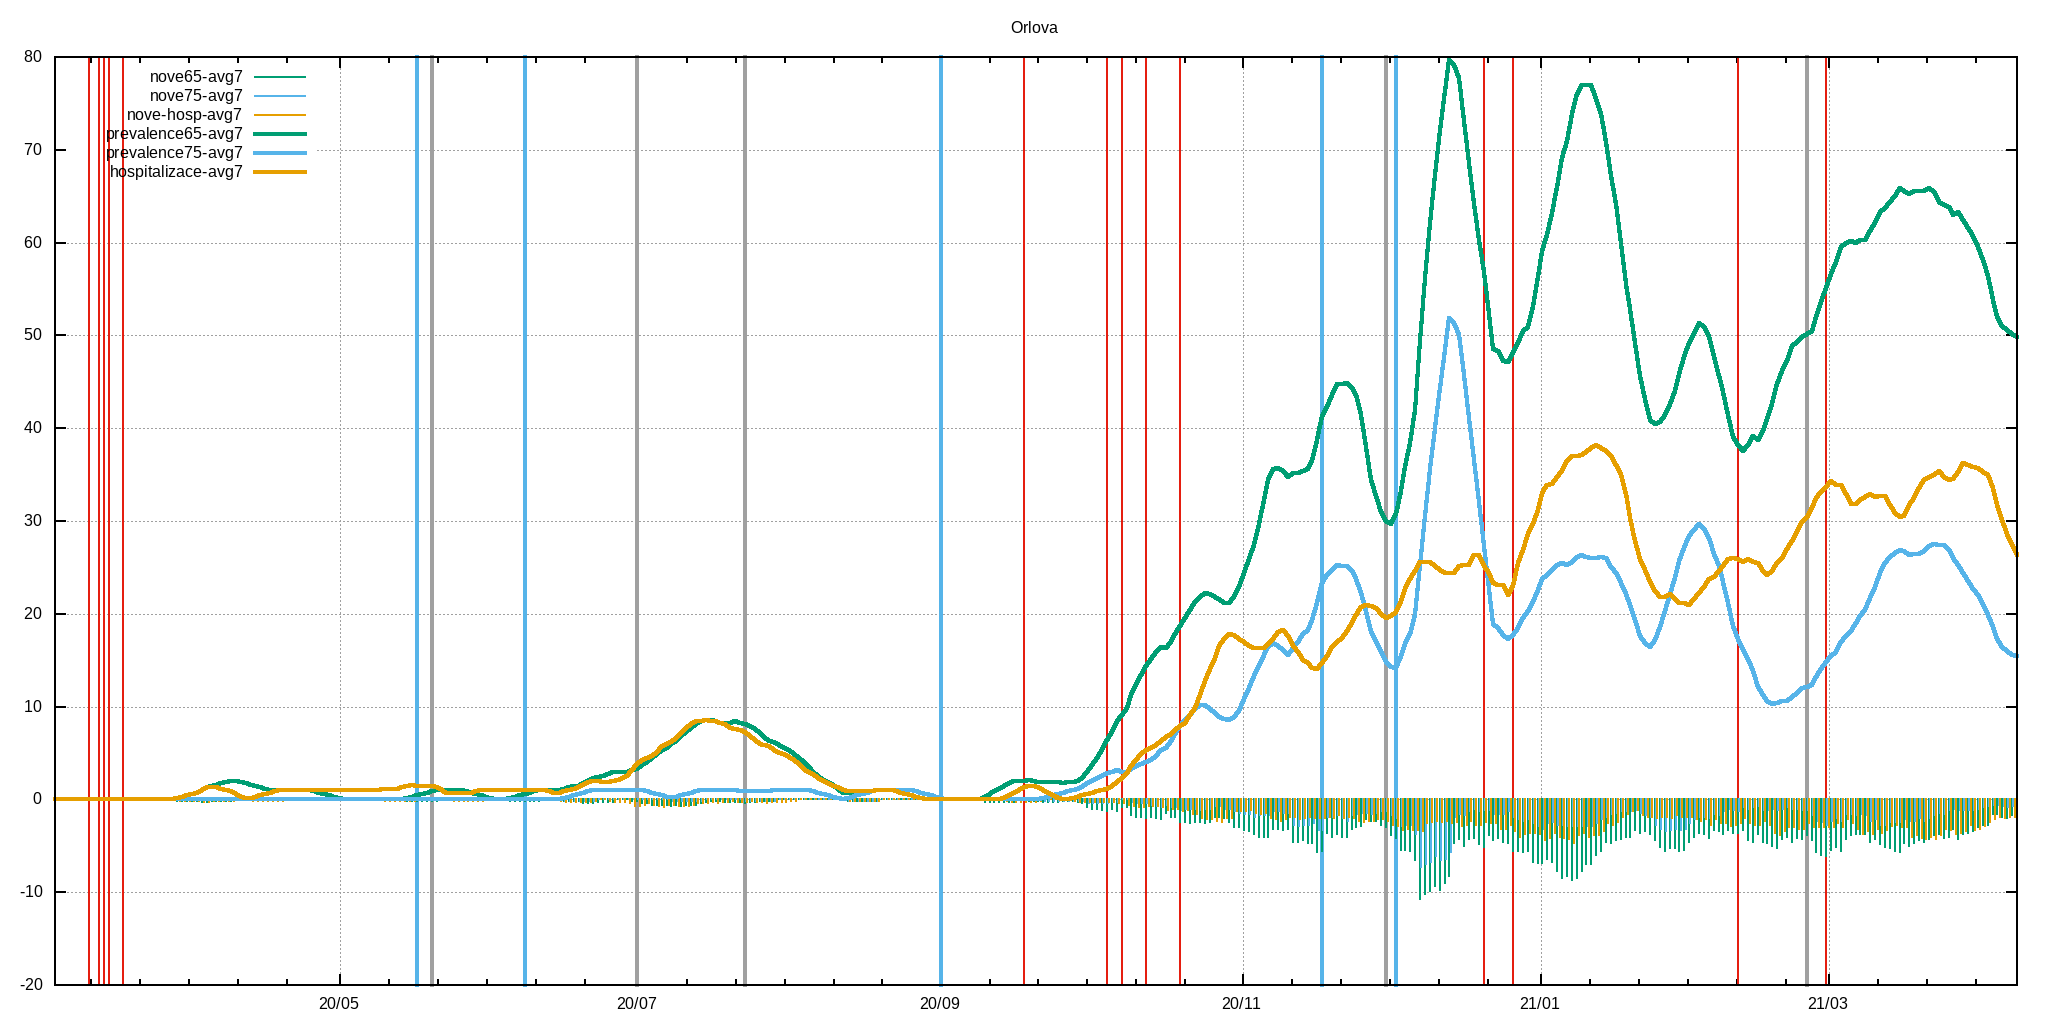 Orlova
80
nove65-avg7
nove75-avg7
nove-hosp-avg7
prevalence65-avg7
prevalence75-avg7
hospitalizace-avg7
70
60
50
40
30
20
10
0
-10
-20
20/05 20/07 20/09 20/11 21/01 21/03